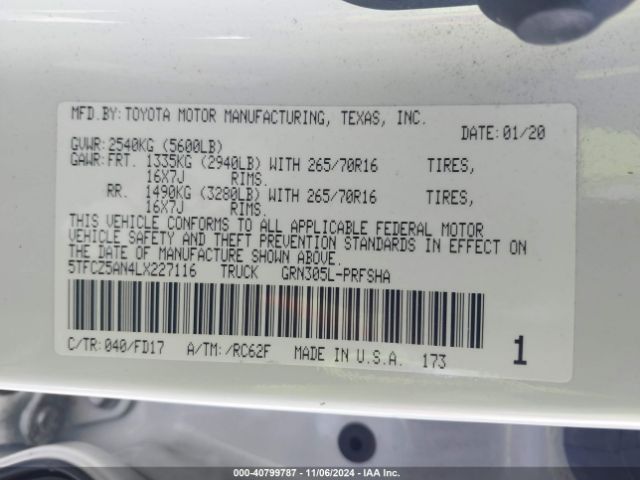 MFD.BY:TOYOTA MOTOR MANUFACTURING, TEXAS, INC.
DATE:01/20
GVWR:2540KG (5600LB)
GAWR:FRT. 1335KG (2940LB) WITH 265/70R16 TIRES,
16X7J RIMS.
RR. 1490KG (3280LB) WITH 265/70R16 TIRES,
16X7J RIMS.
THIS VEHICLE CONFORMS TO ALL APPLICABLE FEDERAL MOTOR
VEHICLE SAFETY AND THEFT PREVENTION STANDARDS IN EFFECT ON
THE DATE OF MANUFACTURE SHOWN ABOVE.
5TFCZ5AN4LX227116 TRUCK GRN305L-PRFSHA
C/TR:040/FD17 A/TM:/RC62F MADE IN U.S.A. 173 1
000-40799787 - 11/06/2024 - IAA Inc.